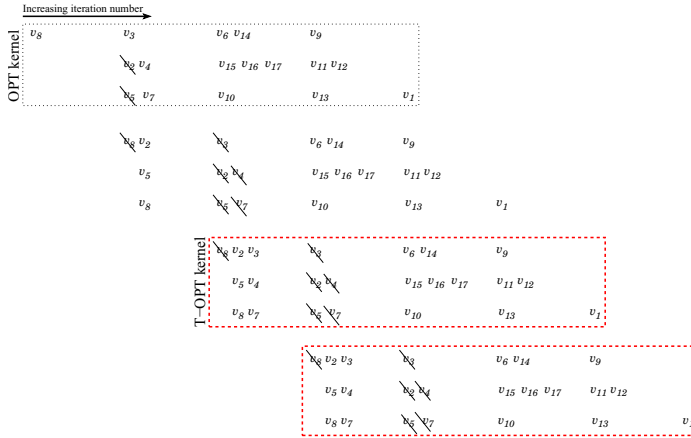 Increasing iteration number
OPT kernel
v8 v3 v6 v14 v9
v2 v4 v15 v16 v17 v11 v12
v5 v7 v10 v13 v1
v8 v2 v3 v6 v14 v9
v5 v2 v4 v15 v16 v17 v11 v12
v8 v5 v7 v10 v13 v1
T−OPT kernel
v8 v2 v3 v3 v6 v14 v9
v5 v4 v2 v4 v15 v16 v17 v11 v12
v8 v7 v5 v7 v10 v13 v1
v8 v2 v3 v3 v6 v14 v9
v5 v4 v2 v4 v15 v16 v17 v11 v12
v8 v7 v5 v7 v10 v13 v